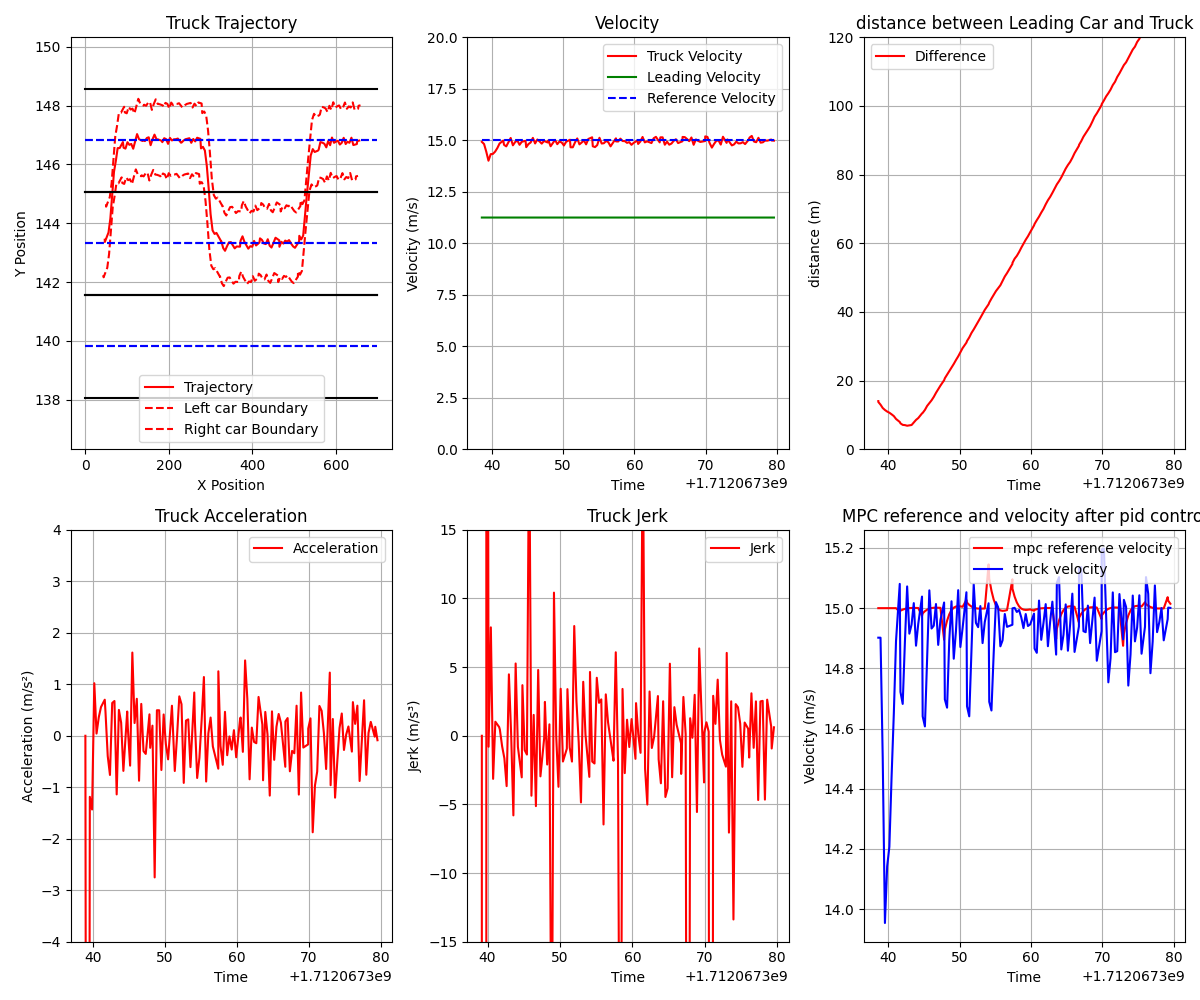 Truck Trajectory
150
148
146
144
142
140
138
Y Position
Trajectory
Left car Boundary
Right car Boundary
0
200
400
600
X Position
Velocity
20.0
17.5
15.0
12.5
10.0
7.5
5.0
2.5
0.0
Velocity (m/s)
Truck Velocity
Leading Velocity
Reference Velocity
40
50
60
70
80
Time
+1.7120673e9
distance between Leading Car and Truck
120
100
80
60
40
20
0
distance (m)
Difference
40
50
60
70
80
Time
+1.7120673e9
Truck Acceleration
4
3
2
1
0
−1
−2
−3
−4
Acceleration (m/s²)
Acceleration
40
50
60
70
80
Time
+1.7120673e9
Truck Jerk
15
10
5
0
−5
−10
−15
Jerk (m/s³)
Jerk
40
50
60
70
80
Time
+1.7120673e9
MPC reference and velocity after pid contro
15.2
15.0
14.8
14.6
14.4
14.2
14.0
Velocity (m/s)
mpc reference velocity
truck velocity
40
50
60
70
80
Time
+1.7120673e9